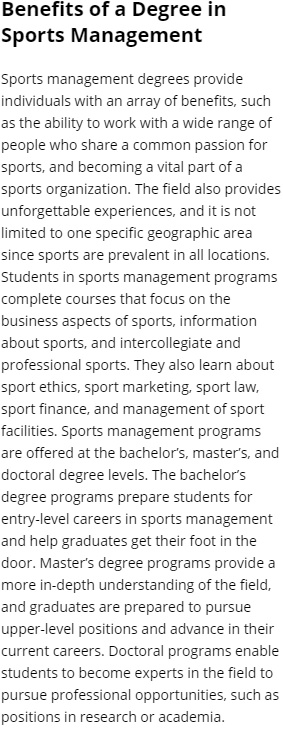 Benefits of a Degree in
Sports Management
Sports management degrees provide
individuals with an array of benefits, such
as the ability to work with a wide range of
people who share a common passion for
sports, and becoming a vital part of a
sports organization. The field also provides
unforgettable experiences, and it is not
limited to one specific geographic area
since sports are prevalent in all locations.
Students in sports management programs
complete courses that focus on the
business aspects of sports, information
about sports, and intercollegiate and
professional sports. They also learn about
sport ethics, sport marketing, sport law,
sport finance, and management of sport
facilities. Sports management programs
are offered at the bachelor’s, master’s, and
doctoral degree levels. The bachelor’s
degree programs prepare students for
entry-level careers in sports management
and help graduates get their foot in the
door. Master’s degree programs provide a
more in-depth understanding of the field,
and graduates are prepared to pursue
upper-level positions and advance in their
current careers. Doctoral programs enable
students to become experts in the field to
pursue professional opportunities, such as
positions in research or academia.